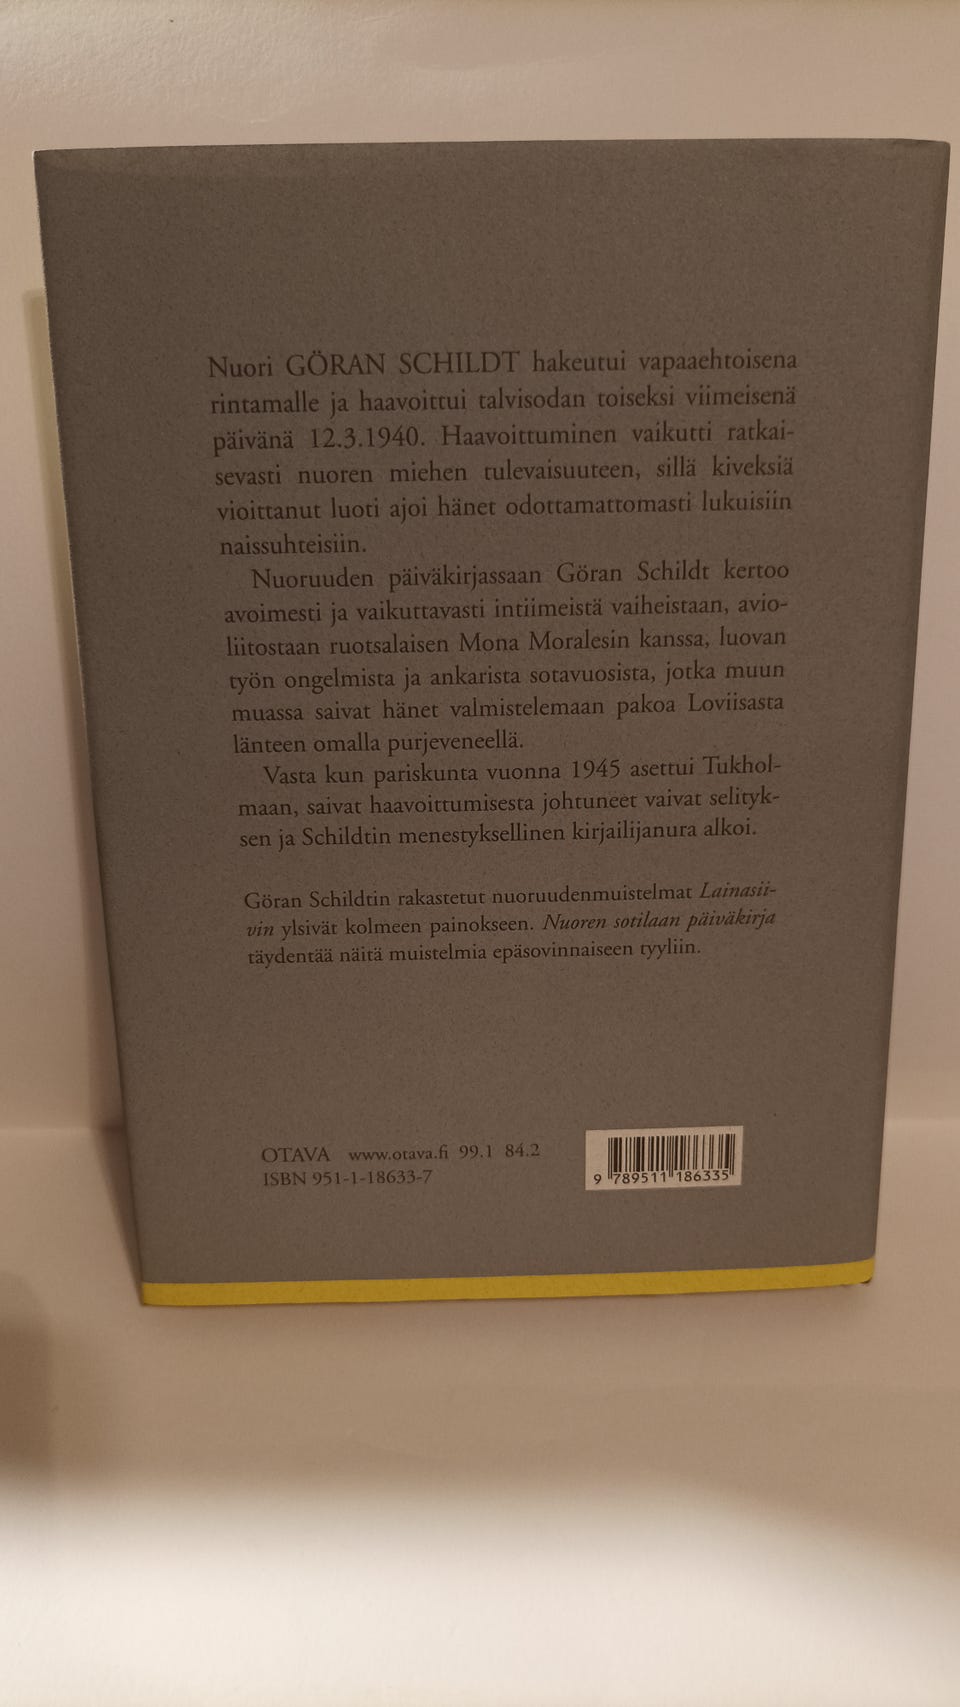 Nuori GÖRAN SCHILDT hakeutui vapaaehtoisena
rintamalle ja haavoittui talvisodan toiseksi viimeisenä
päivänä 12.3.1940. Haavoittuminen vaikutti ratkai-
sevasti nuoren miehen tulevaisuuteen, sillä kiveksiä
vioittanut luoti ajoi hänet odottamattomasti lukuisiin
naissuhteisiin.
Nuoruuden päiväkirjassaan Göran Schildt kertoo
avoimesti ja vaikuttavasti intiimeistä vaiheistaan, avio-
liitostaan ruotsalaisen Mona Moralesin kanssa, luovan
työn ongelmista ja ankarista sotavuosista, jotka muun
muassa saivat hänet valmistelemaan pakoa Loviisasta
länteen omalla purjeveneellä.
Vasta kun pariskunta vuonna 1945 asettui Tukhol-
maan, saivat haavoittumisesta johtuneet vaivat selityk-
sen ja Schildtin menestyksellinen kirjailijanura alkoi.
Göran Schildtin rakastetut nuoruudenmuistelmat Lainasii-
vin ylsivät kolmeen painokseen. Nuoren sotilaan päiväkirja
täydentää näitä muistelmia epäsovinnaiseen tyyliin.
OTAVA www.otava.fi 99.1 84.2
ISBN 951-1-18633-7
9 789511 186335